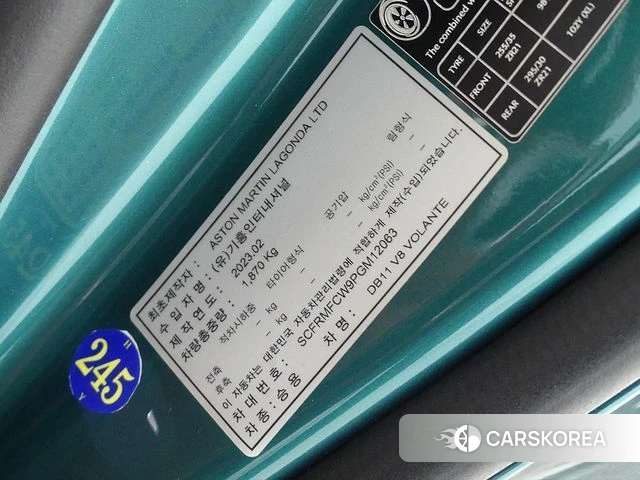 최초제작자 : ASTON MARTIN LAGONDA LTD
수 입 자 명 : (유)기흥인터내셔널
제 작 연 도 : 2023.02
차량총중량 : 1,870 Kg
적차시하중 타이어형식 공기압 림형식
전축 - kg - - kg/cm²(PSI) -
후축 - kg - - kg/cm²(PSI) -
이 자동차는 대한민국 자동차관리법령에 적합하게 제작(수입)되었습니다.
차 대 번 호 : SCFRMFCW9PGM12063
차 종 : 승 용 차 명 : DB11 V8 VOLANTE
The combined w
TYRE SIZE
FRONT 255/35 ZR21 98
REAR 295/30 ZR21 102Y (XL)
H
245
Y
CARSKOREA